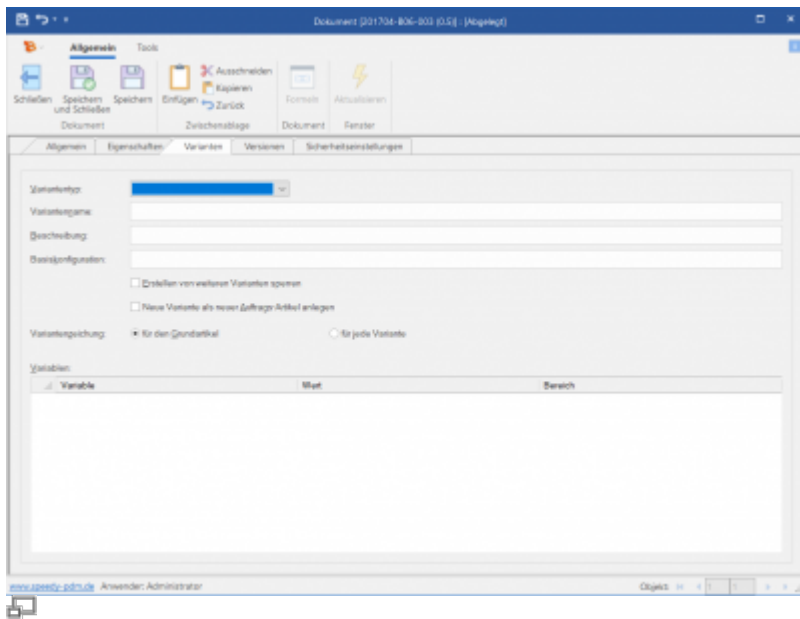 Dokument [201704-B06-003 (0.5)] : [Abgelegt]
Allgemein Tools
Schließen Speichern und Schließen Speichern Einfügen Ausschneiden Kopieren Zurück Formeln Aktualisieren
Dokument Zwischenablage Dokument Fenster
Allgemein Eigenschaften Varianten Versionen Sicherheitseinstellungen
Variantentyp:
Variantenname:
Beschreibung:
Basiskonfiguration:
Erstellen von weiteren Varianten sperren
Neue Variante als neuer Auftrags-Artikel anlegen
für den Grundartikel für jede Variante
Variablen:
Variable Wert Bereich
www.speedy-pdm.de Anwender: Administrator Objekt: